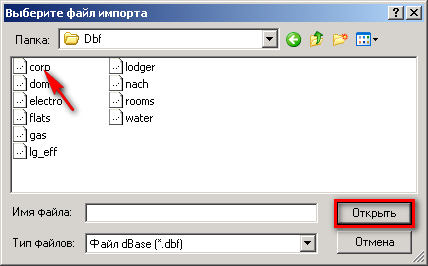 Выберите файл импорта
Папка: Dbf
corp lodger
dom nach
electro rooms
flats water
gas
lg_eff
Имя файла: Открыть
Тип файлов: Файл dBase (*.dbf) Отмена